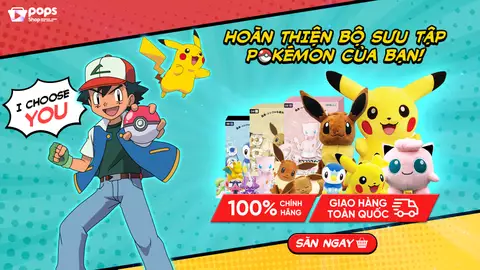 pops
Shop
HOÀN THIỆN BỘ SƯU TẬP
POKÉMON CỦA BẠN!
I CHOOSE
YOU
100% CHÍNH
HÃNG
GIAO HÀNG
TOÀN QUỐC
SĂN NGAY